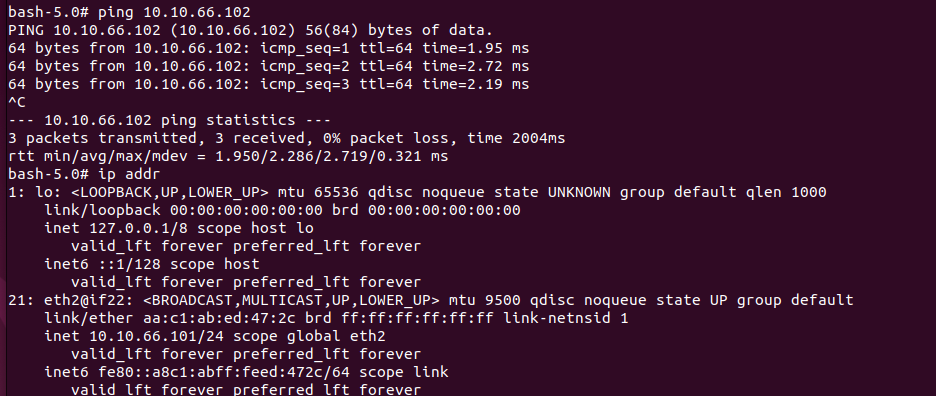 bash-5.0# ping 10.10.66.102
PING 10.10.66.102 (10.10.66.102) 56(84) bytes of data.
64 bytes from 10.10.66.102: icmp_seq=1 ttl=64 time=1.95 ms
64 bytes from 10.10.66.102: icmp_seq=2 ttl=64 time=2.72 ms
64 bytes from 10.10.66.102: icmp_seq=3 ttl=64 time=2.19 ms
^C
--- 10.10.66.102 ping statistics ---
3 packets transmitted, 3 received, 0% packet loss, time 2004ms
rtt min/avg/max/mdev = 1.950/2.286/2.719/0.321 ms
bash-5.0# ip addr
1: lo: <LOOPBACK,UP,LOWER_UP> mtu 65536 qdisc noqueue state UNKNOWN group default qlen 1000
    link/loopback 00:00:00:00:00:00 brd 00:00:00:00:00:00
    inet 127.0.0.1/8 scope host lo
       valid_lft forever preferred_lft forever
    inet6 ::1/128 scope host
       valid_lft forever preferred_lft forever
21: eth2@if22: <BROADCAST,MULTICAST,UP,LOWER_UP> mtu 9500 qdisc noqueue state UP group default
    link/ether aa:c1:ab:ed:47:2c brd ff:ff:ff:ff:ff:ff link-netnsid 1
    inet 10.10.66.101/24 scope global eth2
       valid_lft forever preferred_lft forever
    inet6 fe80::a8c1:abff:feed:472c/64 scope link
       valid_lft forever preferred_lft forever